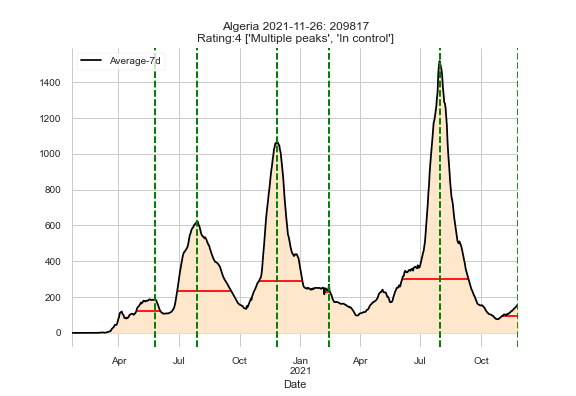 Algeria 2021-11-26: 209817
Rating:4 ['Multiple peaks', 'In control']
Average-7d
1400
1200
1000
800
600
400
200
0
Apr
Jul
Oct
Jan
2021
Apr
Jul
Oct
Date